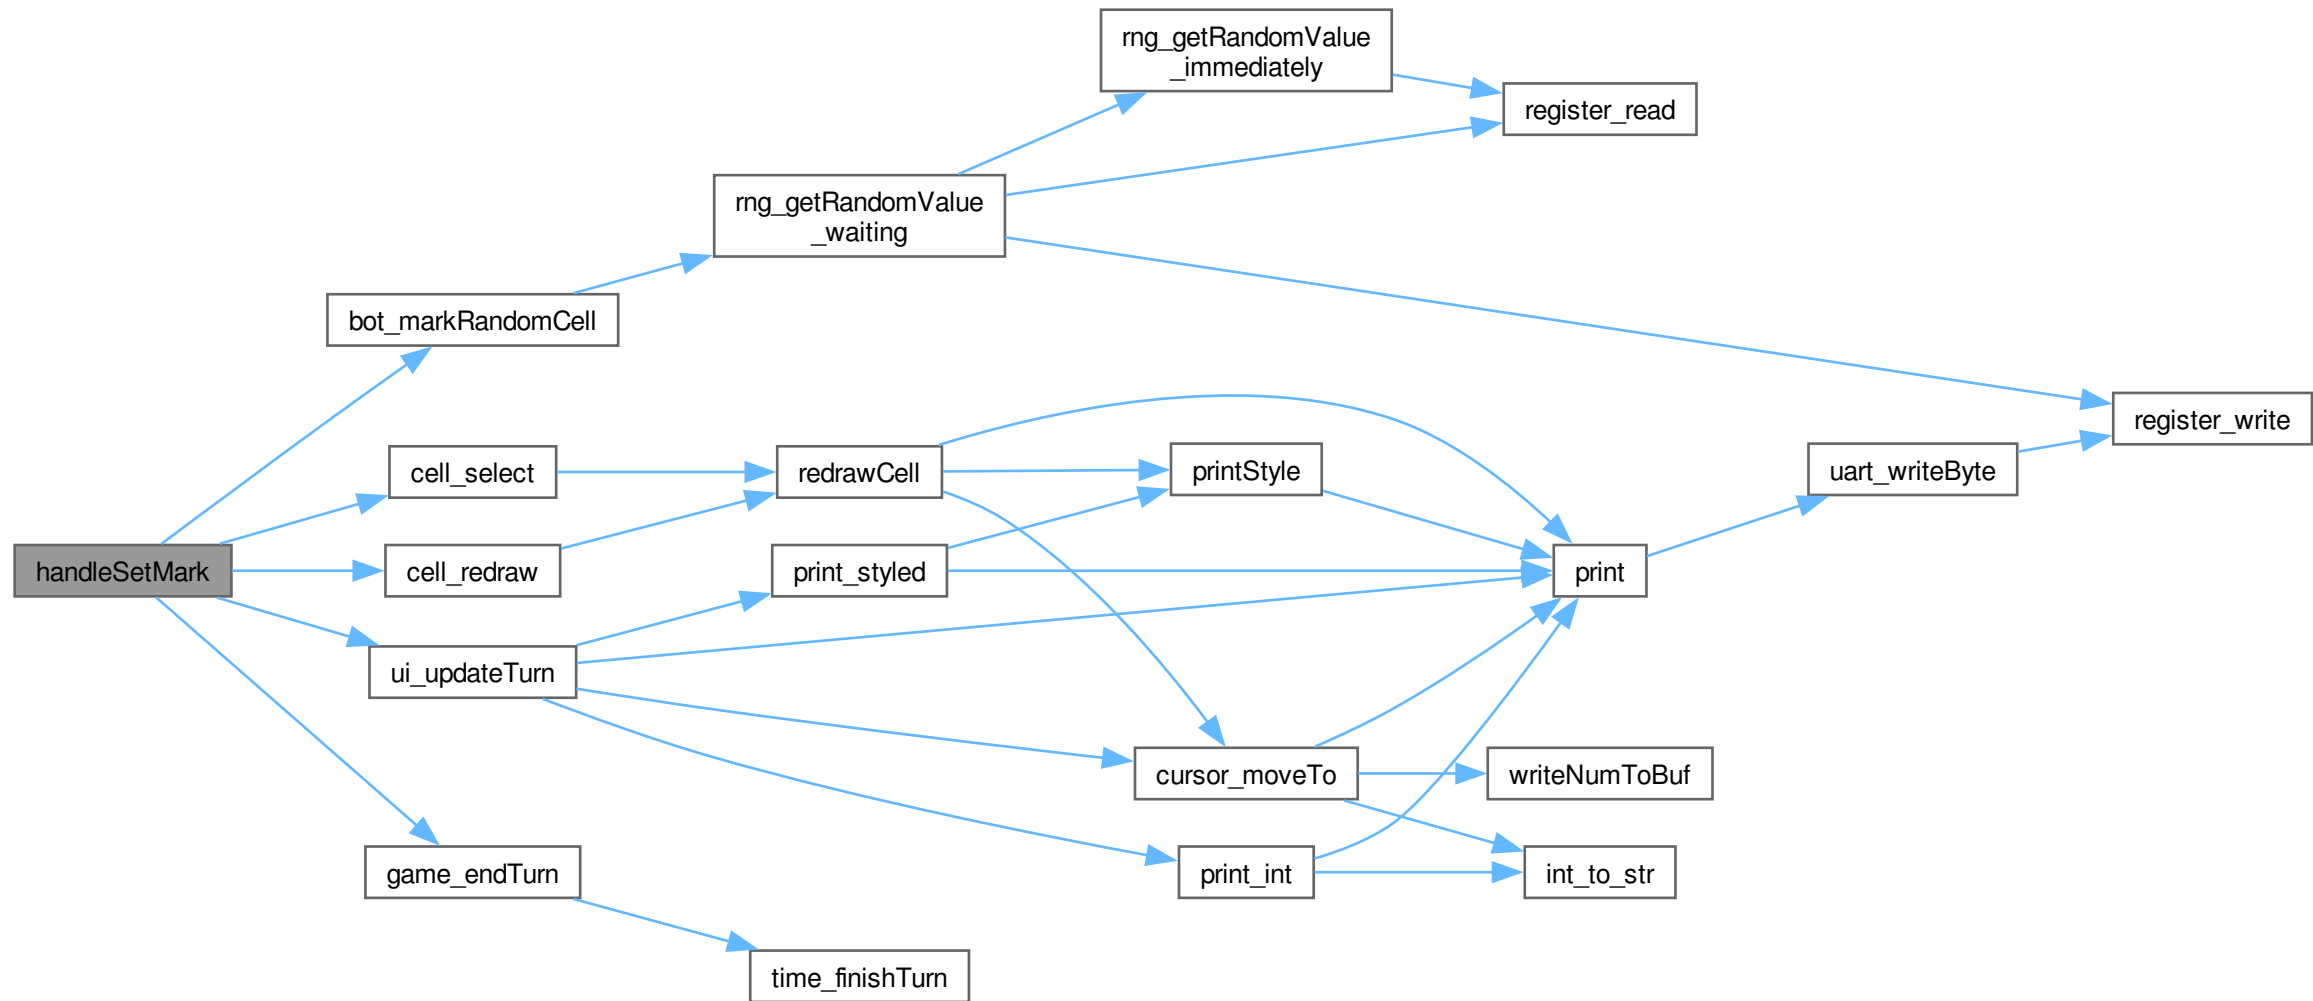 rng_getRandomValue
_immediately
register_read
rng_getRandomValue
_waiting
bot_markRandomCell
register_write
cell_select
redrawCell
printStyle
uart_writeByte
handleSetMark
cell_redraw
print_styled
print
ui_updateTurn
cursor_moveTo
writeNumToBuf
game_endTurn
print_int
int_to_str
time_finishTurn